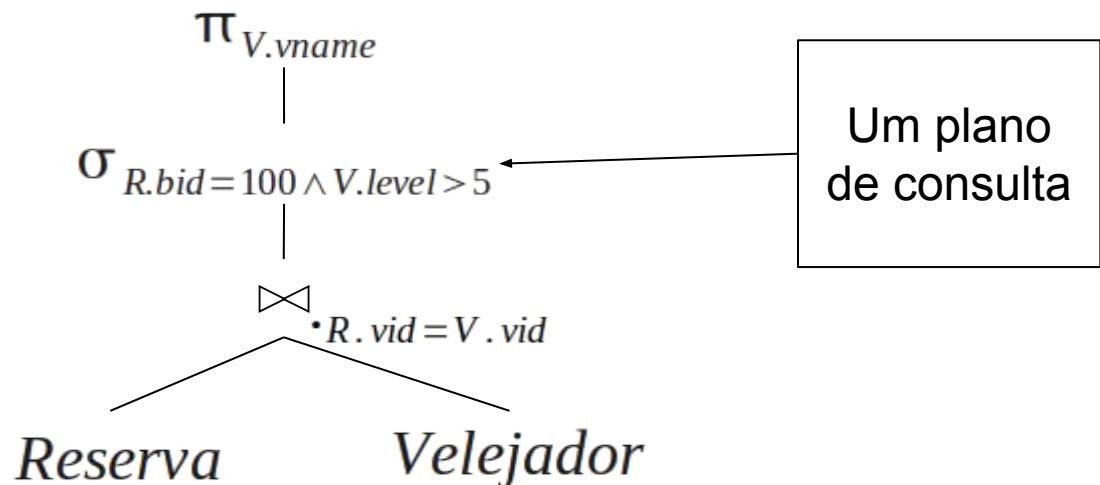 π V.vname
σ R.bid=100 ∧ V.level>5
Um plano
de consulta
⋈ •R.vid=V.vid
Reserva
Velejador